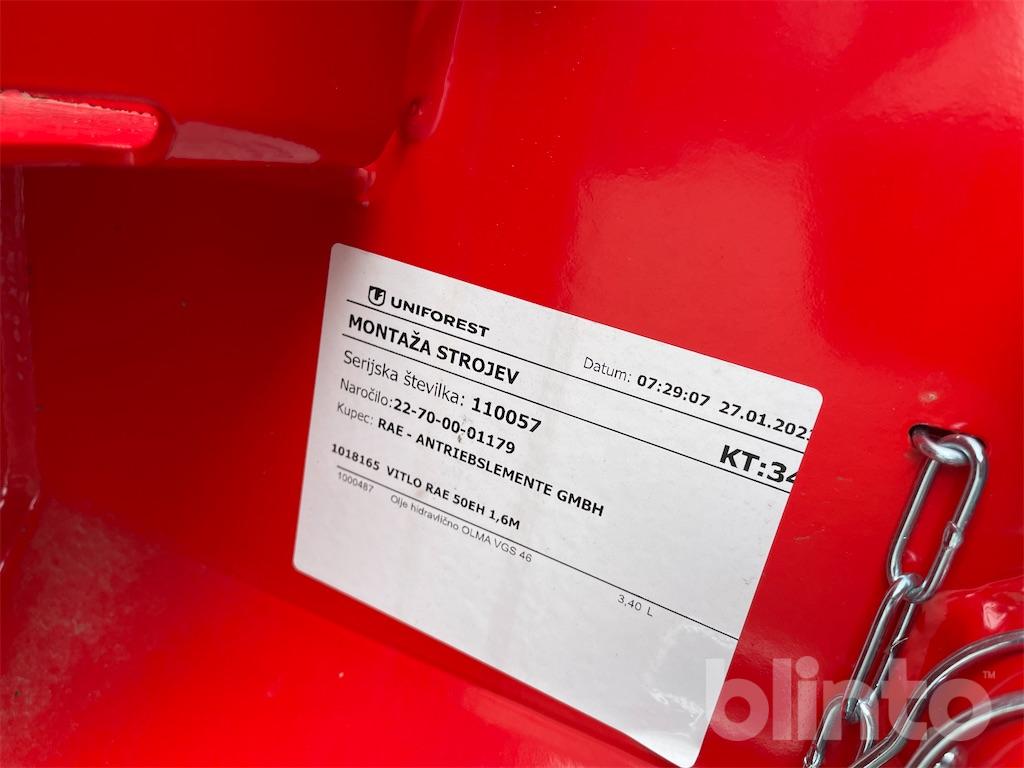 UNIFOREST
Datum: 07:29:07 27.01.202
MONTAŽA STROJEV
KT:34
Serijska številka: 110057
Naročilo:22-70-00-01179
Kupec: RAE - ANTRIEBSLEMENTE GMBH
1018165 VITLO RAE 50EH 1,6M
1000487 Olje hidravlično OLMA VGS 46 3,40 L
blinto™